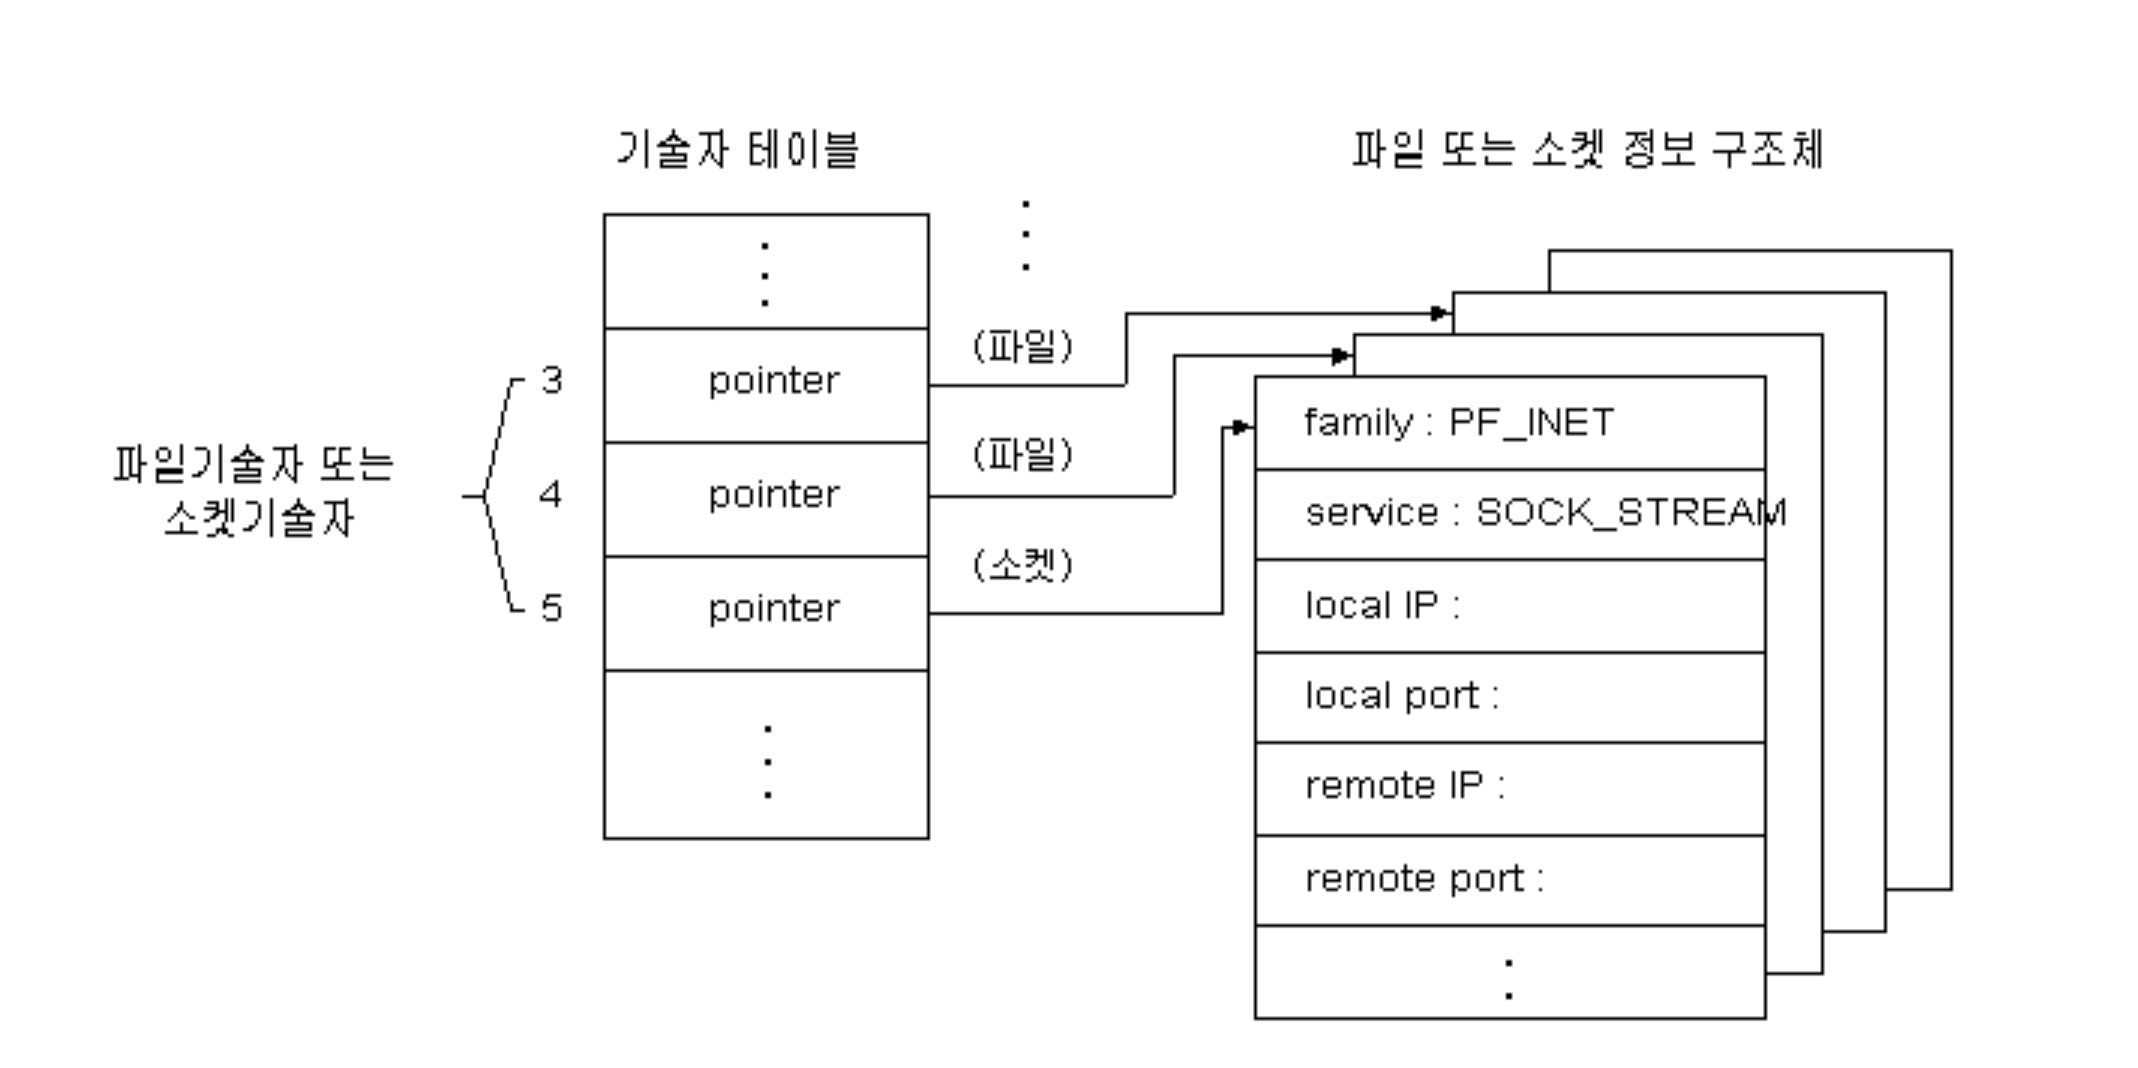 기술자 테이블
파일 또는 소켓 정보 구조체
(파일)
3
pointer
family : PF_INET
(파일)
파일기술자 또는
소켓기술자
4
pointer
service : SOCK_STREAM
(소켓)
5
pointer
local IP :
local port :
remote IP :
remote port :